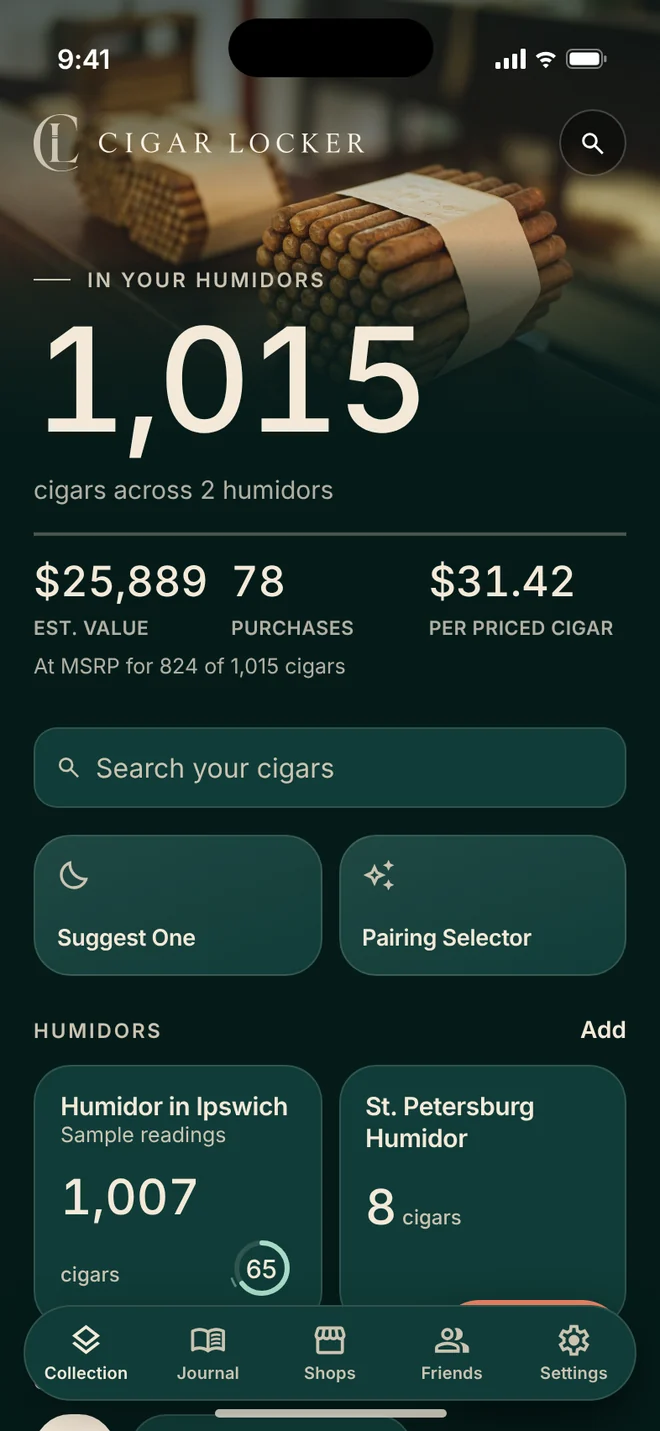 9:41
CL CIGAR LOCKER
IN YOUR HUMIDORS
1,015
cigars across 2 humidors
$25,889 78 $31.42
EST. VALUE PURCHASES PER PRICED CIGAR
At MSRP for 824 of 1,015 cigars
Search your cigars
Suggest One Pairing Selector
HUMIDORS Add
Humidor in Ipswich
Sample readings
1,007
cigars
65
St. Petersburg
Humidor
8 cigars
Collection Journal Shops Friends Settings